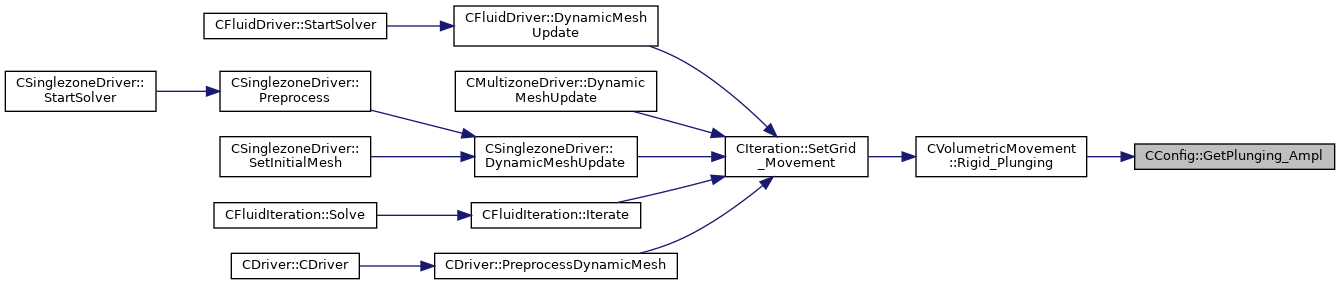 CFluidDriver::StartSolver
CFluidDriver::DynamicMesh
Update
CSinglezoneDriver::
StartSolver
CSinglezoneDriver::
Preprocess
CMultizoneDriver::Dynamic
MeshUpdate
CSinglezoneDriver::
SetInitialMesh
CSinglezoneDriver::
DynamicMeshUpdate
CIteration::SetGrid
_Movement
CVolumetricMovement
::Rigid_Plunging
CConfig::GetPlunging_Ampl
CFluidIteration::Solve
CFluidIteration::Iterate
CDriver::CDriver
CDriver::PreprocessDynamicMesh